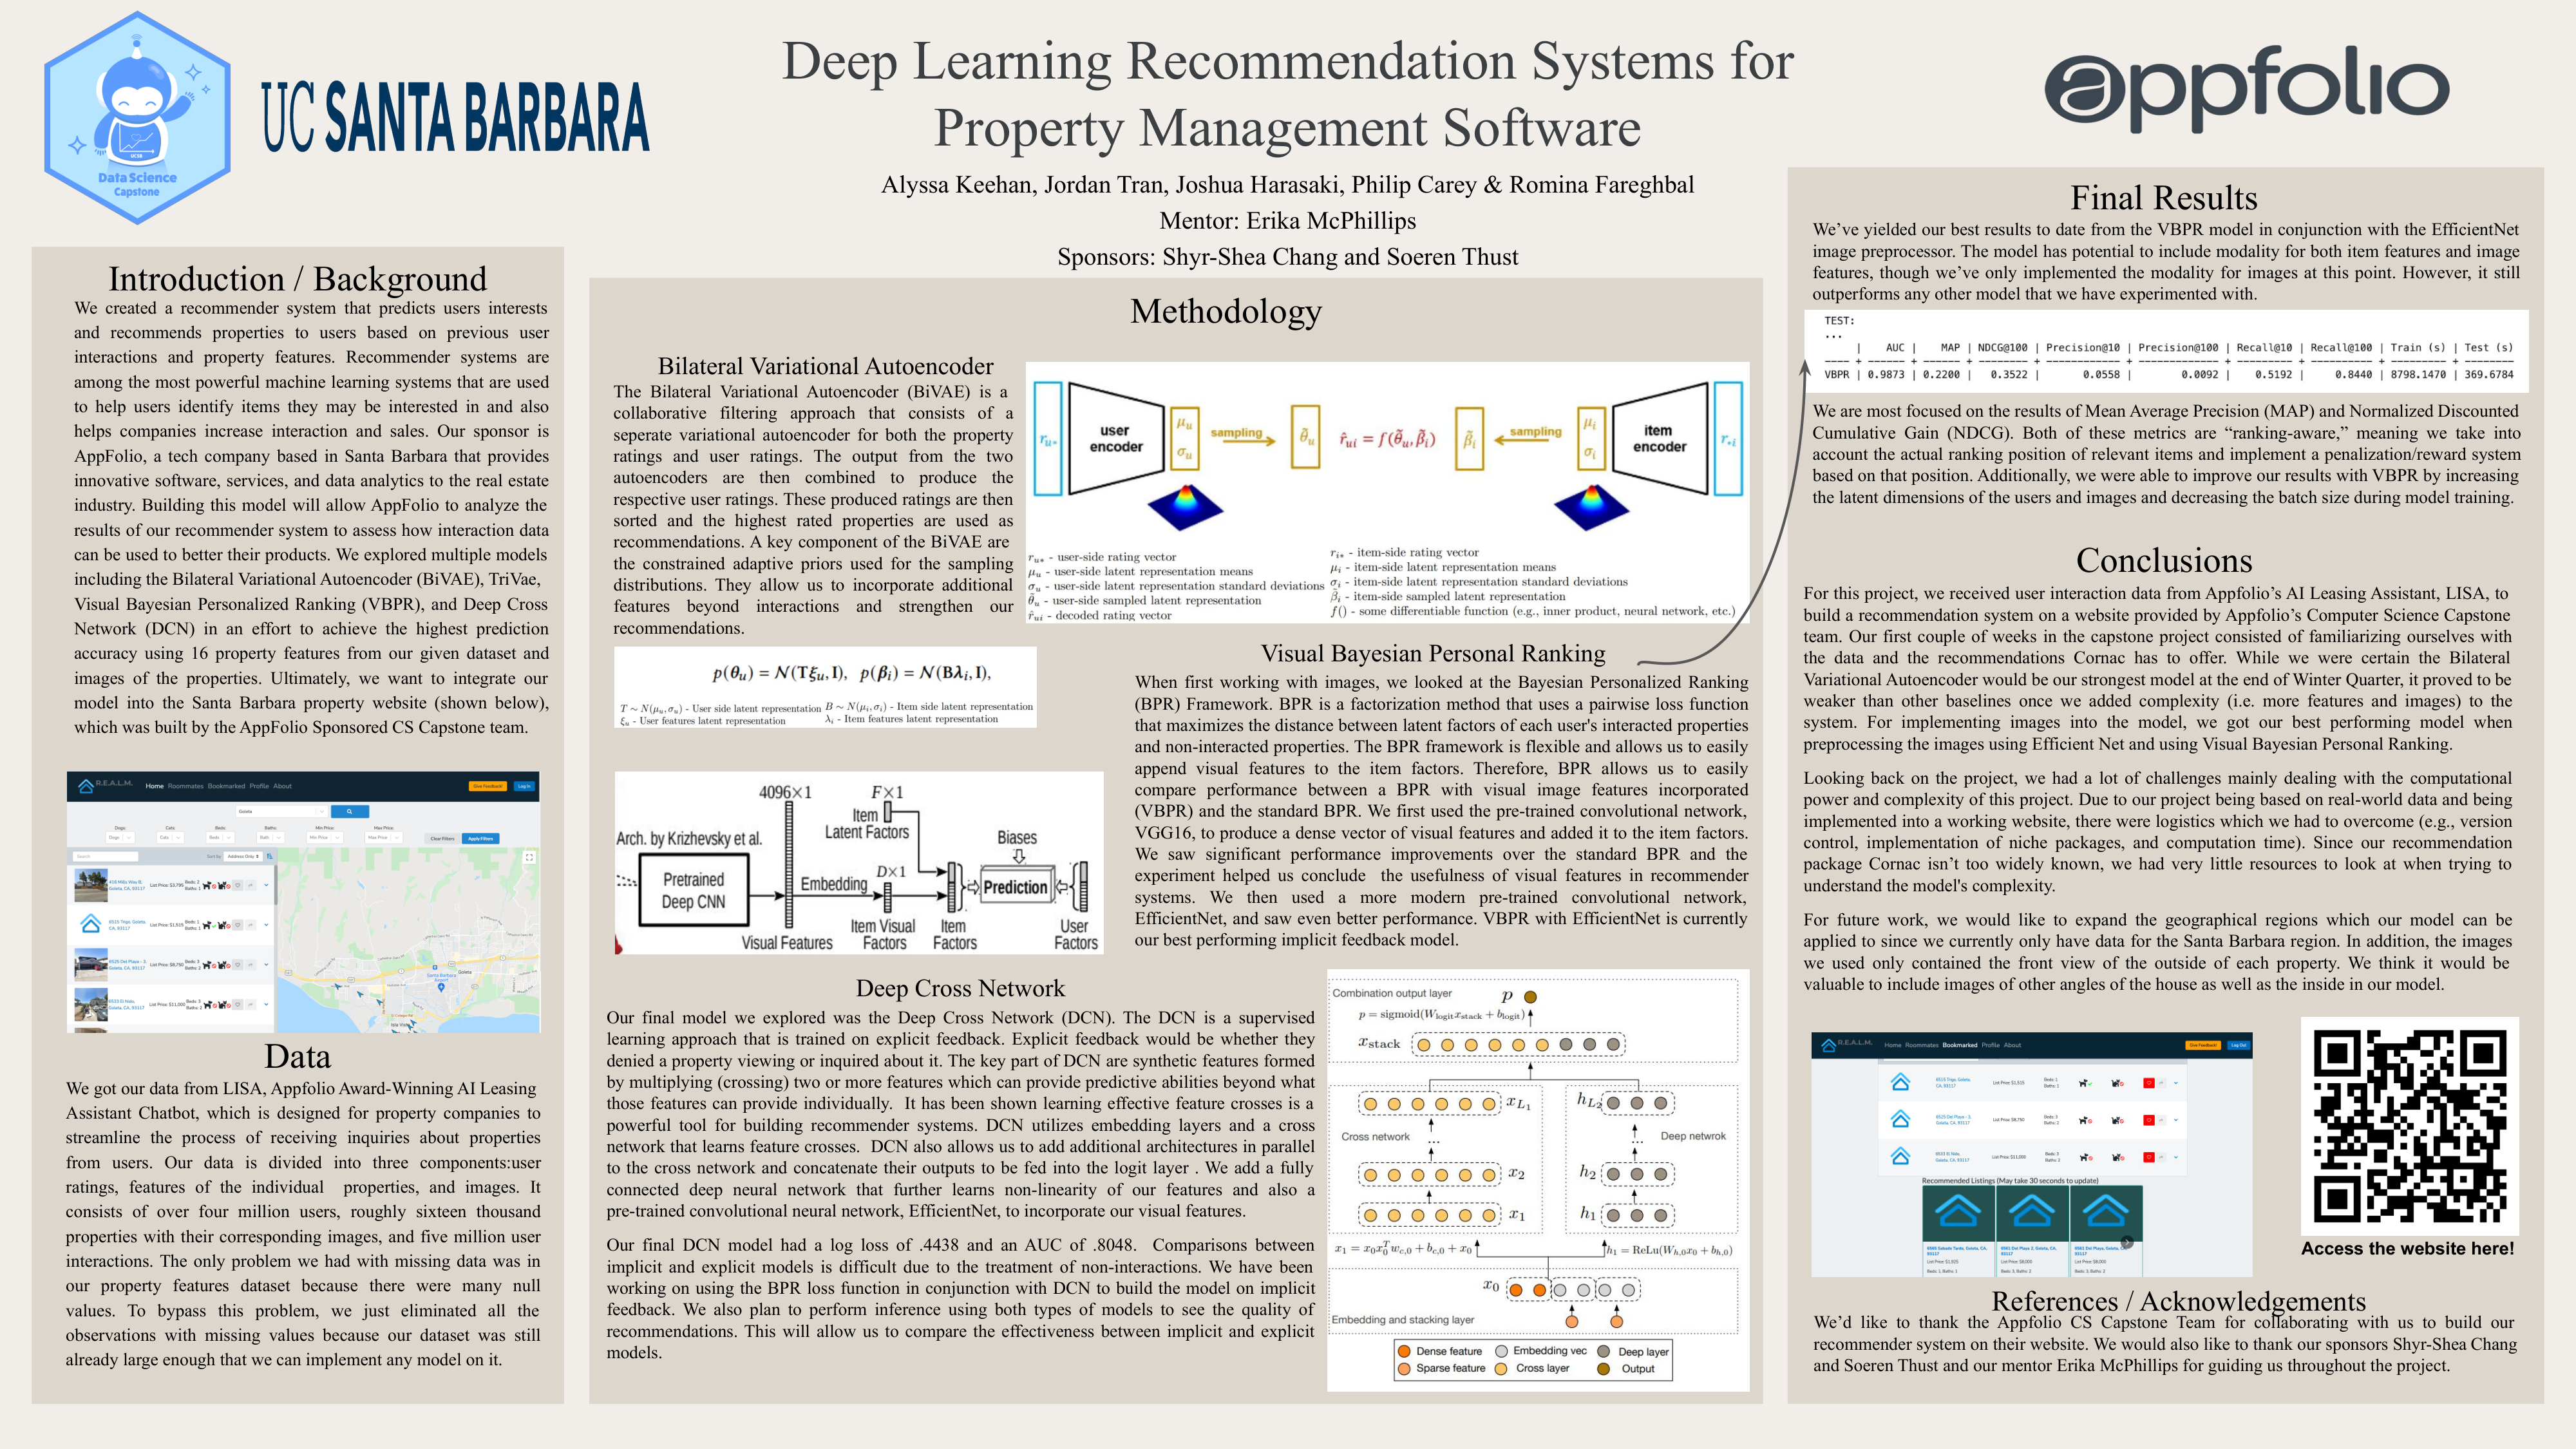 Data Science
Capstone
UCSB
UC SANTA BARBARA
Deep Learning Recommendation Systems for
Property Management Software
Alyssa Keehan, Jordan Tran, Joshua Harasaki, Philip Carey & Romina Fareghbal
Mentor: Erika McPhillips
Sponsors: Shyr-Shea Chang and Soeren Thust
appfolio
Introduction / Background
We created a recommender system that predicts users interests
and recommends properties to users based on previous user
interactions and property features. Recommender systems are
among the most powerful machine learning systems that are used
to help users identify items they may be interested in and also
helps companies increase interaction and sales. Our sponsor is
AppFolio, a tech company based in Santa Barbara that provides
innovative software, services, and data analytics to the real estate
industry. Building this model will allow AppFolio to analyze the
results of our recommender system to assess how interaction data
can be used to better their products. We explored multiple models
including the Bilateral Variational Autoencoder (BiVAE), TriVae,
Visual Bayesian Personalized Ranking (VBPR), and Deep Cross
Network (DCN) in an effort to achieve the highest prediction
accuracy using 16 property features from our given dataset and
images of the properties. Ultimately, we want to integrate our
model into the Santa Barbara property website (shown below),
which was built by the AppFolio Sponsored CS Capstone team.
R.E.A.L.M. Home Roommates Bookmarked Profile About Give Feedback! Log In
Goleta
Dogs: Cats: Beds: Baths: Min Price: Max Price:
Dogs Cats Beds Bath Min Price Max Price Clear Filters Apply Filters
Search Sort by Address Only
Data
We got our data from LISA, Appfolio Award-Winning AI Leasing
Assistant Chatbot, which is designed for property companies to
streamline the process of receiving inquiries about properties
from users. Our data is divided into three components:user
ratings, features of the individual properties, and images. It
consists of over four million users, roughly sixteen thousand
properties with their corresponding images, and five million user
interactions. The only problem we had with missing data was in
our property features dataset because there were many null
values. To bypass this problem, we just eliminated all the
observations with missing values because our dataset was still
already large enough that we can implement any model on it.
Methodology
Bilateral Variational Autoencoder
The Bilateral Variational Autoencoder (BiVAE) is a
collaborative filtering approach that consists of a
seperate variational autoencoder for both the property
ratings and user ratings. The output from the two
autoencoders are then combined to produce the
respective user ratings. These produced ratings are then
sorted and the highest rated properties are used as
recommendations. A key component of the BiVAE are
the constrained adaptive priors used for the sampling
distributions. They allow us to incorporate additional
features beyond interactions and strengthen our
recommendations.
r_u* user encoder μ_u σ_u sampling θ̃_u r̂_ui = f(θ̃_u, β̃_i) β̃_i sampling μ_i σ_i item encoder r_*i
r_u* - user-side rating vector
μ_u - user-side latent representation means
σ_u - user-side latent representation standard deviations
θ̃_u - user-side sampled latent representation
r̂_ui - decoded rating vector
r_i* - item-side rating vector
μ_i - item-side latent representation means
σ_i - item-side latent representation standard deviations
β̃_i - item-side sampled latent representation
f() - some differentiable function (e.g., inner product, neural network, etc.)
p(θ_u) = N(Tξ_u, I), p(β_i) = N(Bλ_i, I),
T ∼ N(μ_u, σ_u) - User side latent representation B ∼ N(μ_i, σ_i) - Item side latent representation
ξ_u - User features latent representation λ_i - Item features latent representation
4096×1 F×1
Item
Latent Factors
Arch. by Krizhevsky et al.
Biases
Pretrained
Deep CNN
Embedding
D×1
Prediction
Visual Features
Item Visual
Factors
Item
Factors
User
Factors
Visual Bayesian Personal Ranking
When first working with images, we looked at the Bayesian Personalized Ranking
(BPR) Framework. BPR is a factorization method that uses a pairwise loss function
that maximizes the distance between latent factors of each user's interacted properties
and non-interacted properties. The BPR framework is flexible and allows us to easily
append visual features to the item factors. Therefore, BPR allows us to easily
compare performance between a BPR with visual image features incorporated
(VBPR) and the standard BPR. We first used the pre-trained convolutional network,
VGG16, to produce a dense vector of visual features and added it to the item factors.
We saw significant performance improvements over the standard BPR and the
experiment helped us conclude the usefulness of visual features in recommender
systems. We then used a more modern pre-trained convolutional network,
EfficientNet, and saw even better performance. VBPR with EfficientNet is currently
our best performing implicit feedback model.
Deep Cross Network
Our final model we explored was the Deep Cross Network (DCN). The DCN is a supervised
learning approach that is trained on explicit feedback. Explicit feedback would be whether they
denied a property viewing or inquired about it. The key part of DCN are synthetic features formed
by multiplying (crossing) two or more features which can provide predictive abilities beyond what
those features can provide individually. It has been shown learning effective feature crosses is a
powerful tool for building recommender systems. DCN utilizes embedding layers and a cross
network that learns feature crosses. DCN also allows us to add additional architectures in parallel
to the cross network and concatenate their outputs to be fed into the logit layer . We add a fully
connected deep neural network that further learns non-linearity of our features and also a
pre-trained convolutional neural network, EfficientNet, to incorporate our visual features.
Our final DCN model had a log loss of .4438 and an AUC of .8048. Comparisons between
implicit and explicit models is difficult due to the treatment of non-interactions. We have been
working on using the BPR loss function in conjunction with DCN to build the model on implicit
feedback. We also plan to perform inference using both types of models to see the quality of
recommendations. This will allow us to compare the effectiveness between implicit and explicit
models.
Combination output layer p
p = sigmoid(W_logit x_stack + b_logit)
x_stack
x_L1 h_L2
Cross network ... ... Deep netwrok
x_2 h_2
x_1 h_1
x_1 = x_0 x_0^T w_c,0 + b_c,0 + x_0 h_1 = ReLu(W_h,0 x_0 + b_h,0)
x_0
Embedding and stacking layer
Dense feature Embedding vec Deep layer
Sparse feature Cross layer Output
Final Results
We've yielded our best results to date from the VBPR model in conjunction with the EfficientNet
image preprocessor. The model has potential to include modality for both item features and image
features, though we've only implemented the modality for images at this point. However, it still
outperforms any other model that we have experimented with.
TEST:
...
| AUC | MAP | NDCG@100 | Precision@10 | Precision@100 | Recall@10 | Recall@100 | Train (s) | Test (s)
---- + ------ + ------ + -------- + ------------ + ------------- + --------- + ---------- + --------- + --------
VBPR | 0.9873 | 0.2200 | 0.3522 | 0.0558 | 0.0092 | 0.5192 | 0.8440 | 8798.1470 | 369.6784
We are most focused on the results of Mean Average Precision (MAP) and Normalized Discounted
Cumulative Gain (NDCG). Both of these metrics are “ranking-aware,” meaning we take into
account the actual ranking position of relevant items and implement a penalization/reward system
based on that position. Additionally, we were able to improve our results with VBPR by increasing
the latent dimensions of the users and images and decreasing the batch size during model training.
Conclusions
For this project, we received user interaction data from Appfolio's AI Leasing Assistant, LISA, to
build a recommendation system on a website provided by Appfolio's Computer Science Capstone
team. Our first couple of weeks in the capstone project consisted of familiarizing ourselves with
the data and the recommendations Cornac has to offer. While we were certain the Bilateral
Variational Autoencoder would be our strongest model at the end of Winter Quarter, it proved to be
weaker than other baselines once we added complexity (i.e. more features and images) to the
system. For implementing images into the model, we got our best performing model when
preprocessing the images using Efficient Net and using Visual Bayesian Personal Ranking.
Looking back on the project, we had a lot of challenges mainly dealing with the computational
power and complexity of this project. Due to our project being based on real-world data and being
implemented into a working website, there were logistics which we had to overcome (e.g., version
control, implementation of niche packages, and computation time). Since our recommendation
package Cornac isn't too widely known, we had very little resources to look at when trying to
understand the model's complexity.
For future work, we would like to expand the geographical regions which our model can be
applied to since we currently only have data for the Santa Barbara region. In addition, the images
we used only contained the front view of the outside of each property. We think it would be
valuable to include images of other angles of the house as well as the inside in our model.
R.E.A.L.M. Home Roommates Bookmarked Profile About Give Feedback! Log Out
Recommended Listings (May take 30 seconds to update)
Access the website here!
References / Acknowledgements
We'd like to thank the Appfolio CS Capstone Team for collaborating with us to build our
recommender system on their website. We would also like to thank our sponsors Shyr-Shea Chang
and Soeren Thust and our mentor Erika McPhillips for guiding us throughout the project.